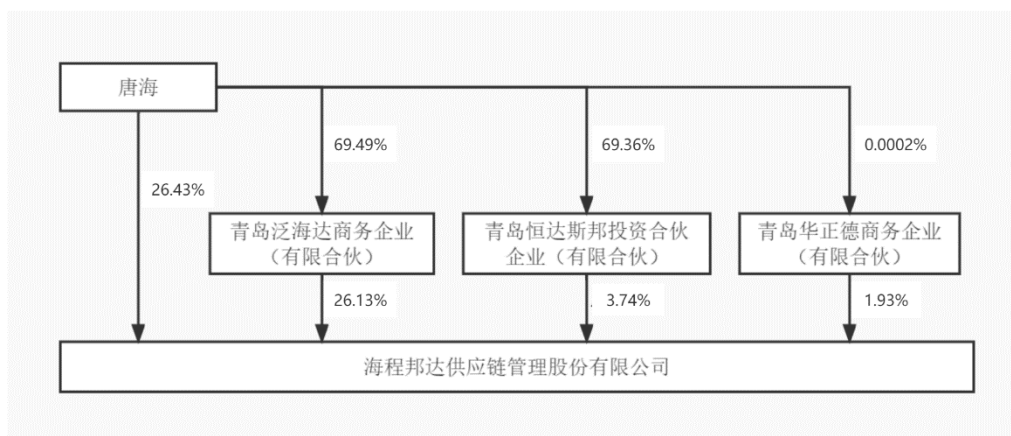 唐海
69.49%
69.36%
0.0002%
26.43%
青岛泛海达商务企业
（有限合伙）
青岛恒达斯邦投资合伙
企业（有限合伙）
青岛华正德商务企业
（有限合伙）
26.13%
3.74%
1.93%
海程邦达供应链管理股份有限公司